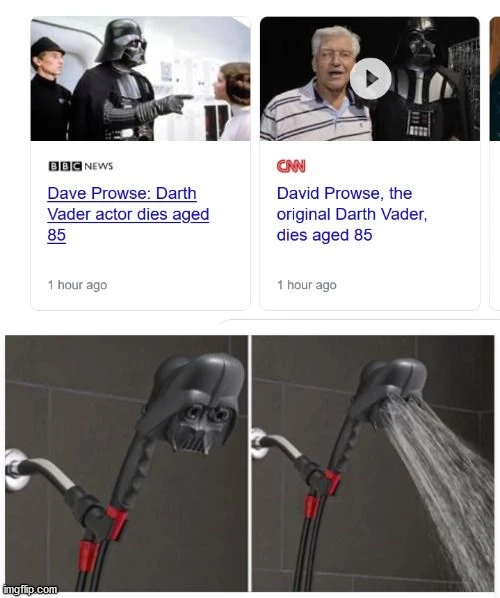 BBC NEWS
Dave Prowse: Darth
Vader actor dies aged
85
1 hour ago
CNN
David Prowse, the
original Darth Vader,
dies aged 85
1 hour ago
imgflip.com